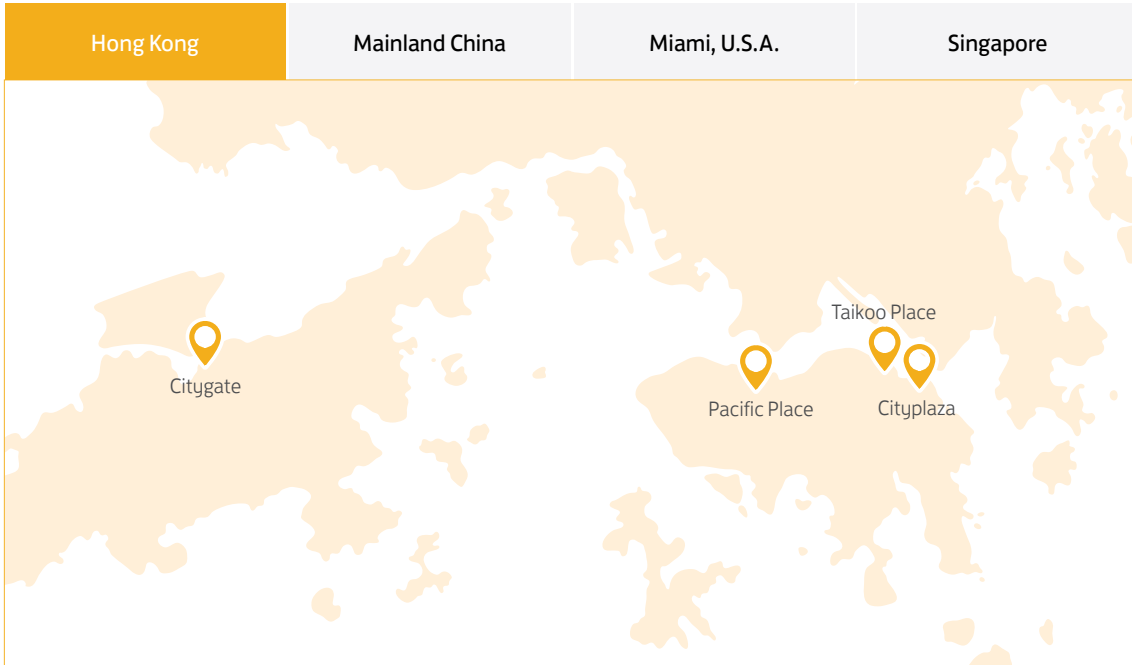 Hong Kong
Mainland China
Miami, U.S.A.
Singapore
Taikoo Place
Citygate
Pacific Place
Cityplaza